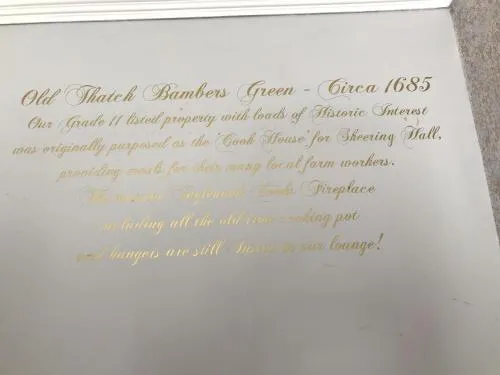 Old Thatch Bambers Green - Circa 1685
Our Grade 11 listed property with loads of Historic Interest
was originally purposed as the 'Cook House' for Sheering Hall,
providing meals for their many local farm workers.
The Fireplace
including all the old iron cooking pot
and hangers are still in our lounge!